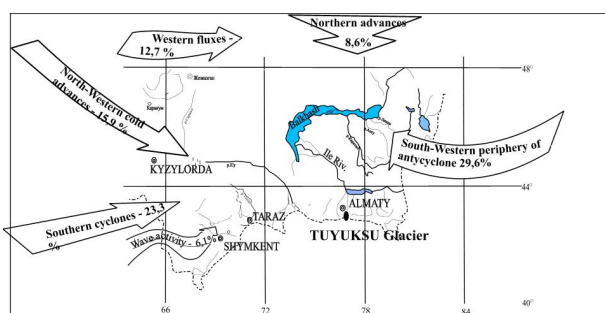 Northern advances
8,6%
Western fluxes -
12,7 %
North-Western cold
advances - 15,9 %
48°
Balkhash
Ile Riv.
South-Western periphery of
antycyclone 29,6%
KYZYLORDA
44°
ALMATY
TARAZ
Southern cyclones - 23,3
%
Wave activity - 6,1%
SHYMKENT
TUYUKSU Glacier
40°
66
72
78
84